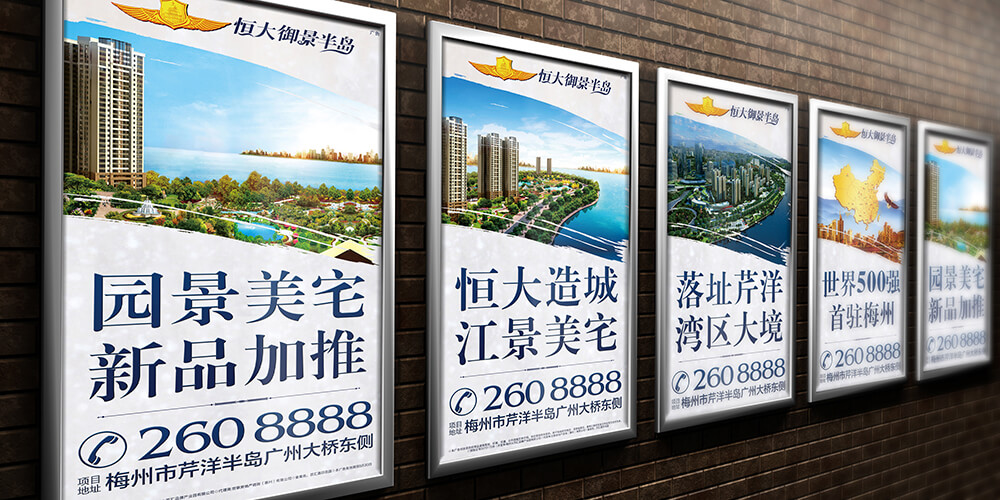 恒大御景半岛
广告
园景美宅
新品加推
260 8888
项目地址 梅州市芹洋半岛广州大桥东侧
恒大御景半岛
恒大造城
江景美宅
260 8888
项目地址 梅州市芹洋半岛广州大桥东侧
恒大御景半岛
落址芹洋
湾区大境
260 8888
项目地址 梅州市芹洋半岛广州大桥东侧
恒大御景半岛
世界500强
首驻梅州
260 8888
梅州市芹洋半岛广州大桥东侧
恒大御景半岛
园景美宅
新品加推
260 8888